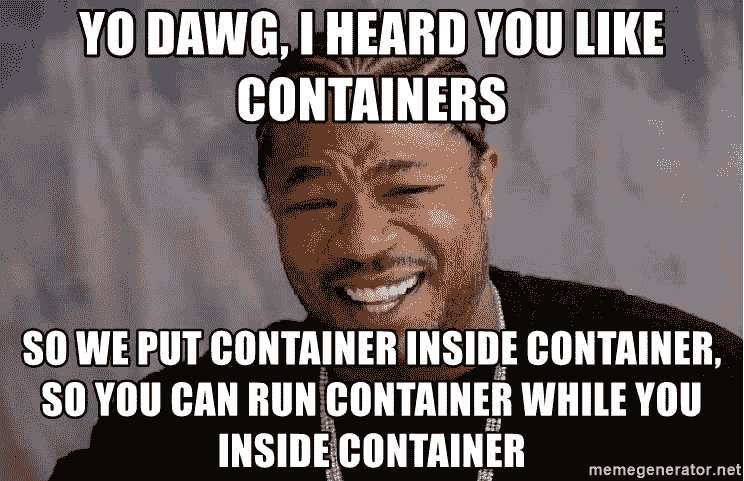 YO DAWG, I HEARD YOU LIKE
CONTAINERS
SO WE PUT CONTAINER INSIDE CONTAINER,
SO YOU CAN RUN CONTAINER WHILE YOU
INSIDE CONTAINER
memegenerator.net